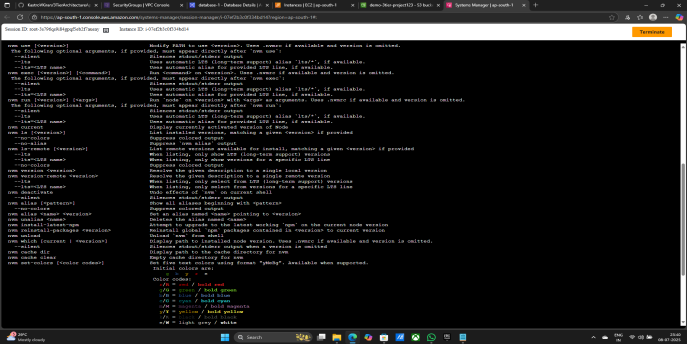 KastroVKiran/3TierArchitecture/
SecurityGroups | VPC Console
database-1 - Database Details
Instances | EC2 | ap-south-1
demo-3tier-project123 - S3 buc
Systems Manager | ap-south-1
https://ap-south-1.console.aws.amazon.com/systems-manager/session-manager/
Session ID:
Instance ID:
Terminate
nvm use [<version>] Modify PATH to use <version>. Uses .nvmrc if available and version is omitted.
The following optional arguments, if provided, must appear directly after `nvm use`:
--silent Silences stdout/stderr output
--lts Uses automatic LTS (long-term support) alias `lts/*`, if available.
--lts=<LTS name> Uses automatic alias for provided LTS line, if available.
nvm exec [<version>] [<command>] Run <command> on <version>. Uses .nvmrc if available and version is omitted.
The following optional arguments, if provided, must appear directly after `nvm exec`:
--silent Silences stdout/stderr output
--lts Uses automatic LTS (long-term support) alias `lts/*`, if available.
--lts=<LTS name> Uses automatic alias for provided LTS line, if available.
nvm run [<version>] [<args>] Run `node` on <version> with <args> as arguments. Uses .nvmrc if available and version is omitted.
The following optional arguments, if provided, must appear directly after `nvm run`:
--silent Silences stdout/stderr output
--lts Uses automatic LTS (long-term support) alias `lts/*`, if available.
--lts=<LTS name> Uses automatic alias for provided LTS line, if available.
nvm current Display currently activated version of Node
nvm ls [<version>] List installed versions, matching a given <version> if provided
--no-colors Suppress colored output
--no-alias Suppress `nvm alias` output
nvm ls-remote [<version>] List remote versions available for install, matching a given <version> if provided
--lts When listing, only show LTS (long-term support) versions
--lts=<LTS name> When listing, only show versions for a specific LTS line
--no-colors Suppress colored output
nvm version <version> Resolve the given description to a single local version
nvm version-remote <version> Resolve the given description to a single remote version
--lts When listing, only select from LTS (long-term support) versions
--lts=<LTS name> When listing, only select from versions for a specific LTS line
nvm deactivate Undo effects of `nvm` on current shell
--silent Silences stdout/stderr output
nvm alias [<pattern>] Show all aliases beginning with <pattern>
--no-colors Suppress colored output
nvm alias <name> <version> Set an alias named <name> pointing to <version>
nvm unalias <name> Deletes the alias named <name>
nvm install-latest-npm Attempt to upgrade to the latest working `npm` on the current node version
nvm reinstall-packages <version> Reinstall global `npm` packages contained in <version> to current version
nvm unload Unload `nvm` from shell
nvm which [current | <version>] Display path to installed node version. Uses .nvmrc if available and version is omitted.
--silent Silences stdout/stderr output when a version is omitted
nvm cache dir Display path to the cache directory for nvm
nvm cache clear Empty cache directory for nvm
nvm set-colors [<color codes>] Set five text colors using format "yMeBg". Available when supported.
Initial colors are:
Color codes:
r/R = red / bold red
g/G = green / bold green
b/B = blue / bold blue
c/C = cyan / bold cyan
m/M = magenta / bold magenta
y/Y = yellow / bold yellow
k/K = black / bold black
e/W = light grey / white
26°C
Mostly cloudy
Search
ENG
IN
08-07-2025